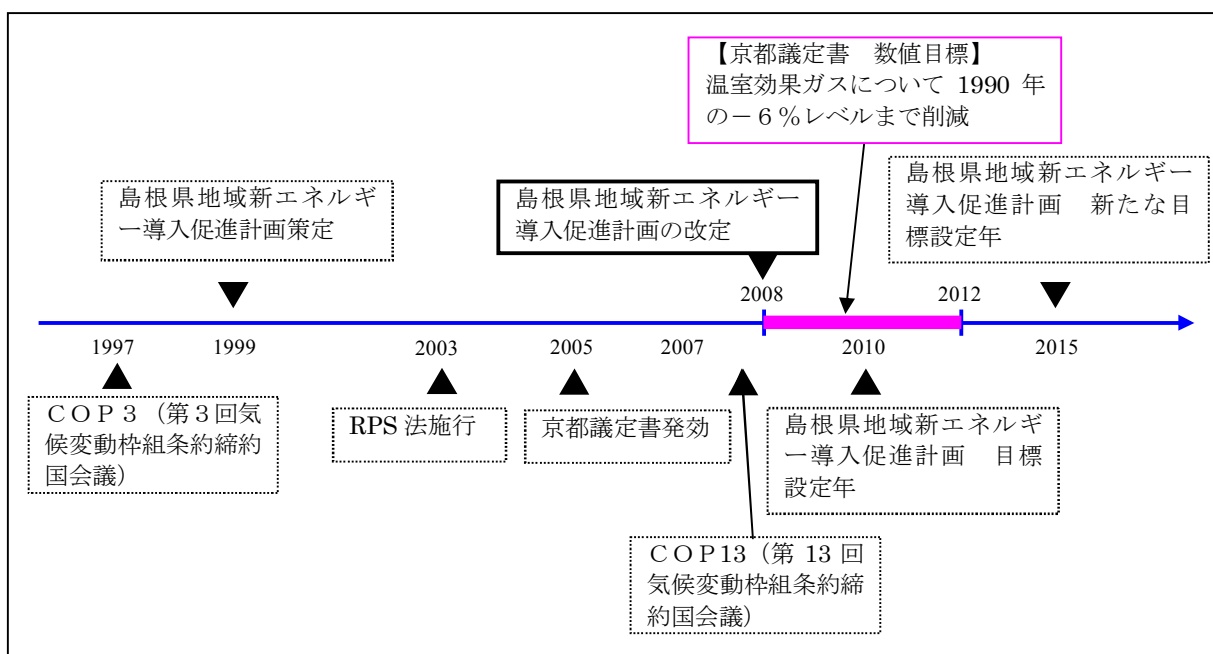 【京都議定書　数値目標】
温室効果ガスについて 1990 年
の－６％レベルまで削減
島根県地域新エネルギ
ー導入促進計画策定
島根県地域新エネルギー
導入促進計画の改定
島根県地域新エネルギー
導入促進計画　新たな目
標設定年
2008
2012
1997
1999
2003
2005
2007
2010
2015
ＣＯＰ３（第３回気
候変動枠組条約締約
国会議）
RPS 法施行
京都議定書発効
島根県地域新エネルギ
ー導入促進計画　目標
設定年
ＣＯＰ13（第 13 回
気候変動枠組条約締
約国会議）